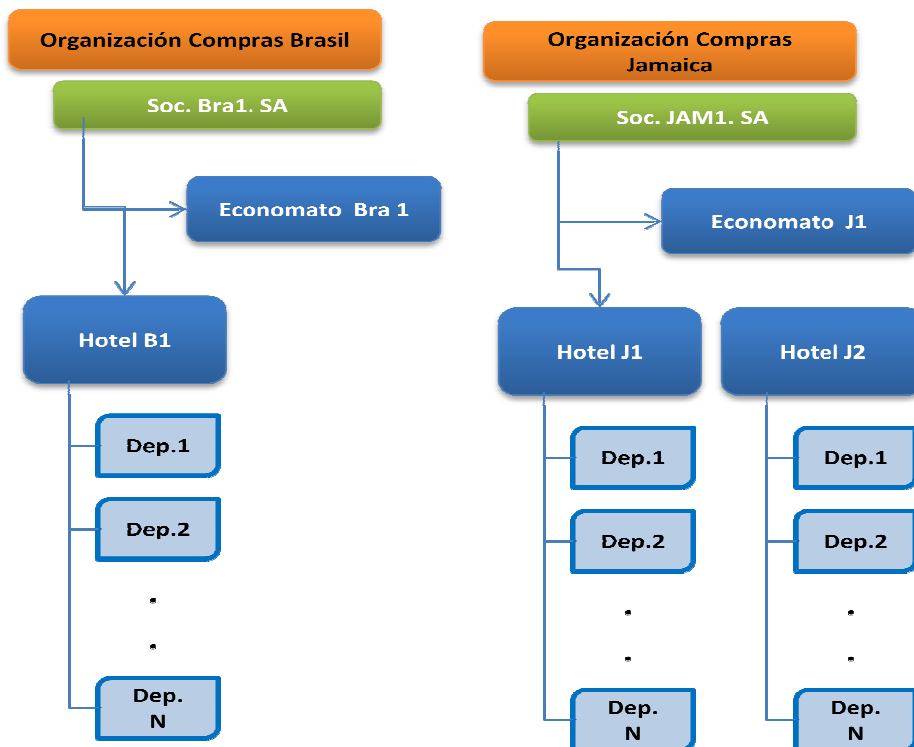 Organización Compras Brasil
Soc. Bra1. SA
Economato Bra 1
Hotel B1
Dep.1
Dep.2
.
.
Dep.
N
Organización Compras
Jamaica
Soc. JAM1. SA
Economato J1
Hotel J1
Dep.1
Dep.2
.
.
Dep.
N
Hotel J2
Dep.1
Dep.2
.
.
Dep.
N